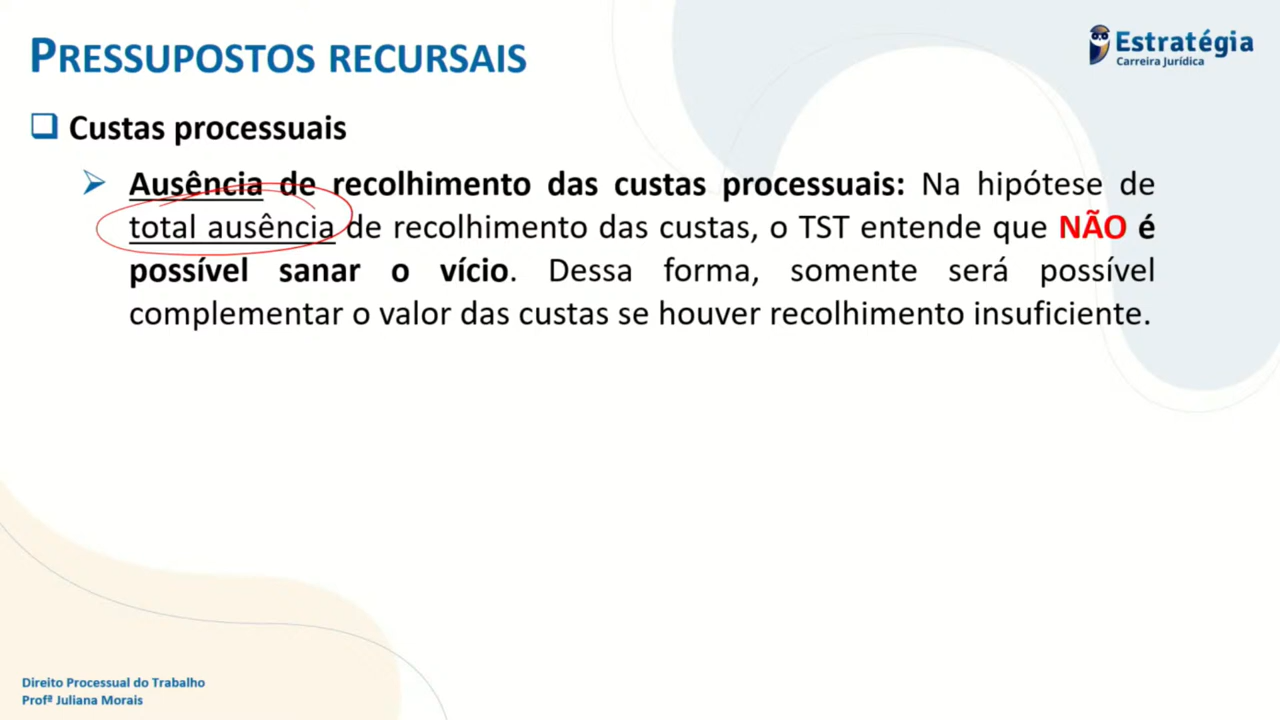 PRESSUPOSTOS RECURSAIS
Estratégia
Carreira Jurídica
Custas processuais
Ausência de recolhimento das custas processuais: Na hipótese de
total ausência de recolhimento das custas, o TST entende que NÃO é
possível sanar o vício. Dessa forma, somente será possível
complementar o valor das custas se houver recolhimento insuficiente.
Direito Processual do Trabalho
Profª Juliana Morais